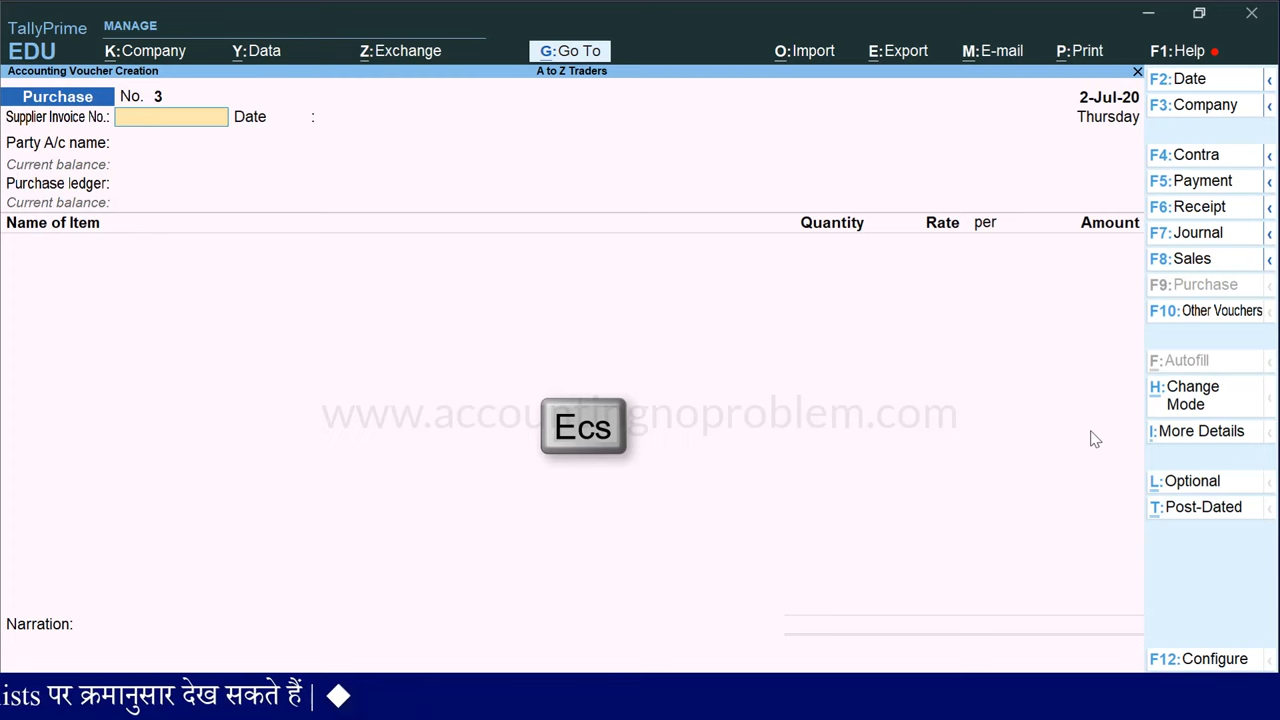 TallyPrime MANAGE
EDU K:Company Y:Data Z:Exchange G:Go To O:Import E:Export M:E-mail P:Print F1:Help
Accounting Voucher Creation A to Z Traders
Purchase No. 3 2-Jul-20
Supplier Invoice No.: Date : Thursday
Party A/c name:
Current balance:
Purchase ledger:
Current balance:
Name of Item Quantity Rate per Amount
www.accountingnoproblem.com
Ecs
Narration:
F2:Date
F3:Company
F4:Contra
F5:Payment
F6:Receipt
F7:Journal
F8:Sales
F9:Purchase
F10:Other Vouchers
F:Autofill
H:Change
Mode
I:More Details
L:Optional
T:Post-Dated
F12:Configure
ists पर क्रमानुसार देख सकते हैं |